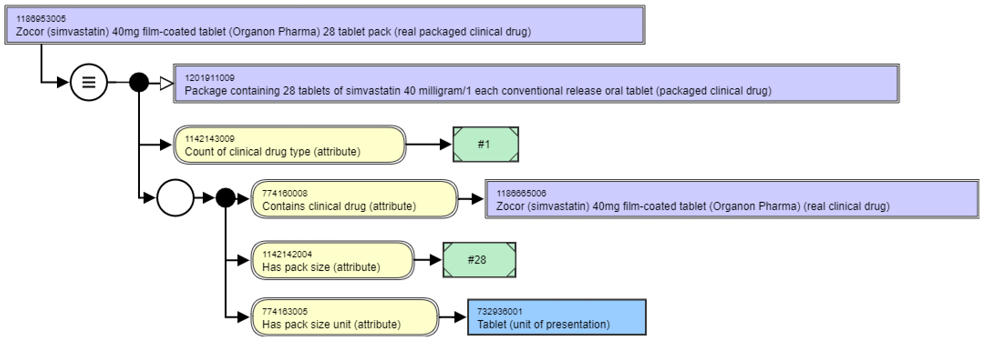 1186953005
Zocor (simvastatin) 40mg film-coated tablet (Organon Pharma) 28 tablet pack (real packaged clinical drug)
1201911009
Package containing 28 tablets of simvastatin 40 milligram/1 each conventional release oral tablet (packaged clinical drug)
1142143009
Count of clinical drug type (attribute)
#1
774160008
Contains clinical drug (attribute)
1186665006
Zocor (simvastatin) 40mg film-coated tablet (Organon Pharma) (real clinical drug)
1142142004
Has pack size (attribute)
#28
774163005
Has pack size unit (attribute)
732936001
Tablet (unit of presentation)